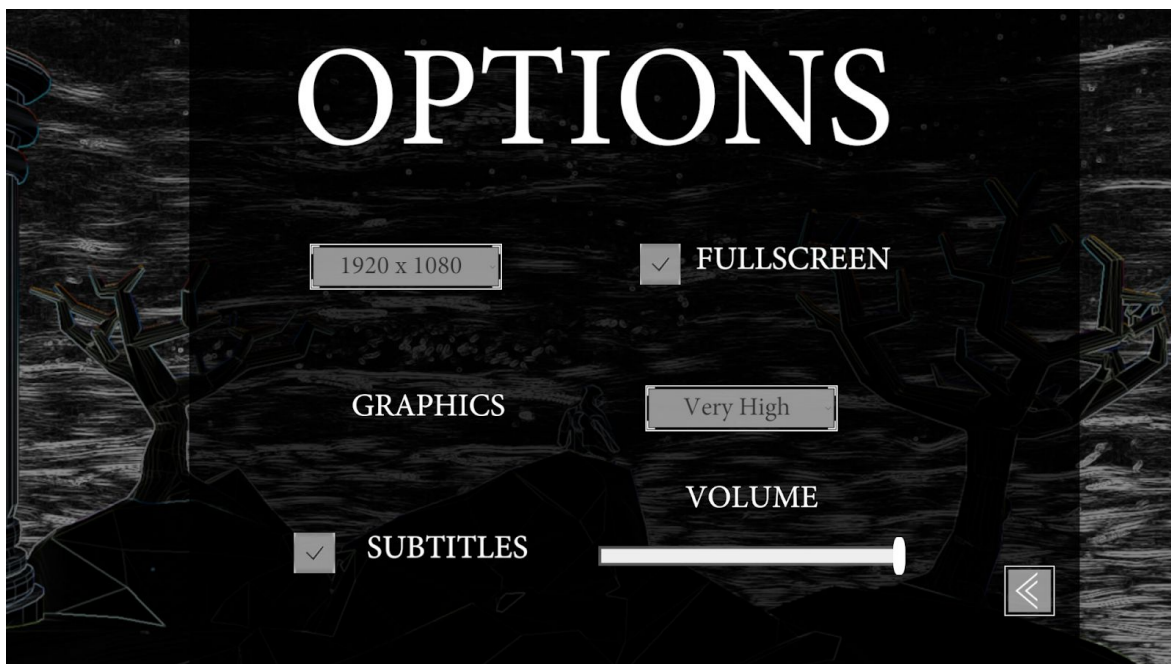 OPTIONS
1920 x 1080
FULLSCREEN
GRAPHICS
Very High
VOLUME
SUBTITLES